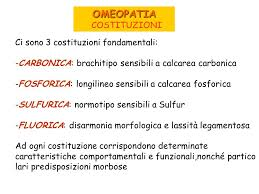 OMEOPATIA
COSTITUZIONI
Ci sono 3 costituzioni fondamentali:
-CARBONICA: brachitipo sensibili a calcarea carbonica
-FOSFORICA: longilineo sensibili a calcarea fosforica
-SULFURICA: normotipo sensibili a Sulfur
-FLUORICA: disarmonia morfologica e lassità legamentosa
Ad ogni costituzione corrispondono determinate
caratteristiche comportamentali e funzionali,nonché partico
lari predisposizioni morbose